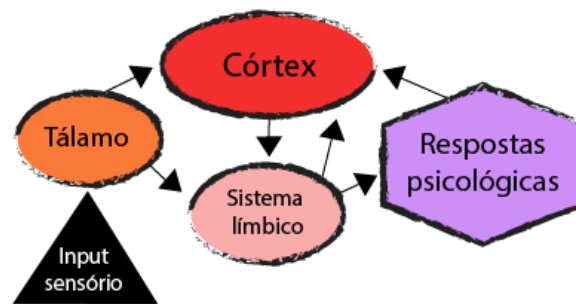 Córtex
Tálamo
Respostas
psicológicas
Sistema
límbico
Input
sensório